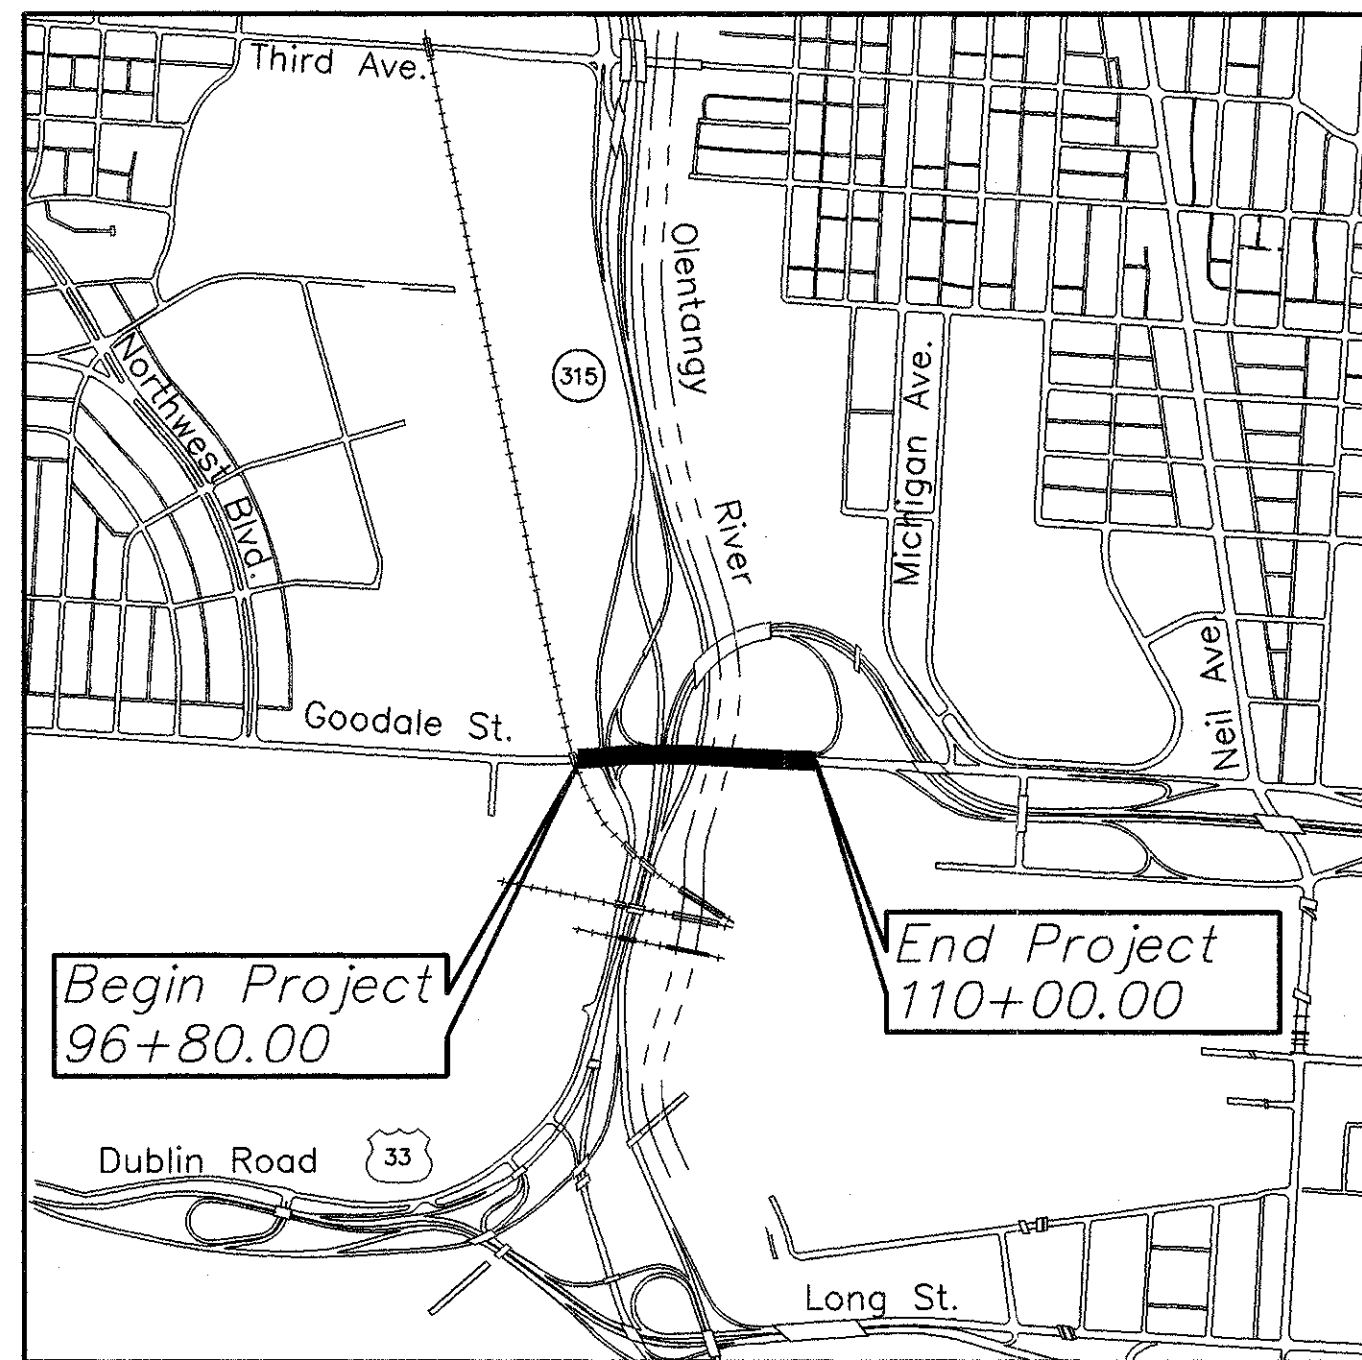 Third Ave.
Olentangy
315
Northwest Blvd.
Michigan Ave.
River
Neil Ave.
Goodale St.
Begin Project
96+80.00
End Project
110+00.00
Dublin Road
33
Long St.